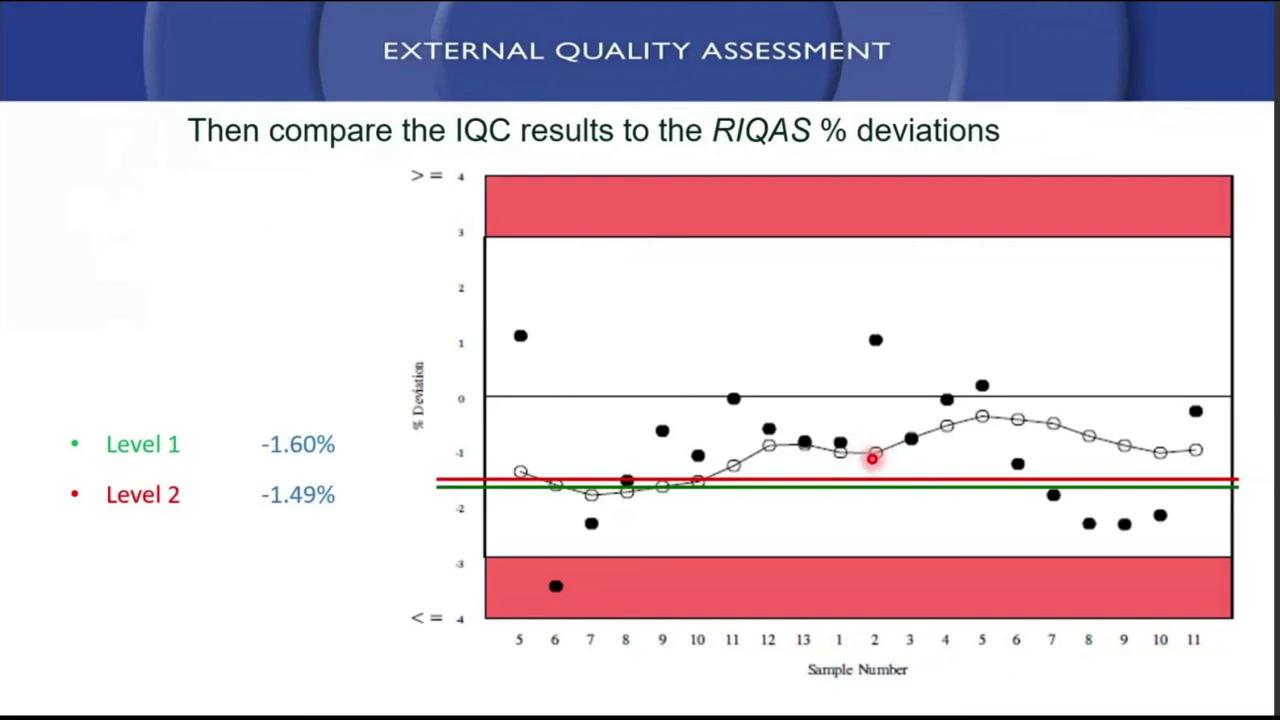 EXTERNAL QUALITY ASSESSMENT
Then compare the IQC results to the RIQAS % deviations
> = 4
3
2
1
0
-1
-2
-3
< = -4
% Deviation
• Level 1 -1.60%
• Level 2 -1.49%
5 6 7 8 9 10 11 12 13 1 2 3 4 5 6 7 8 9 10 11
Sample Number